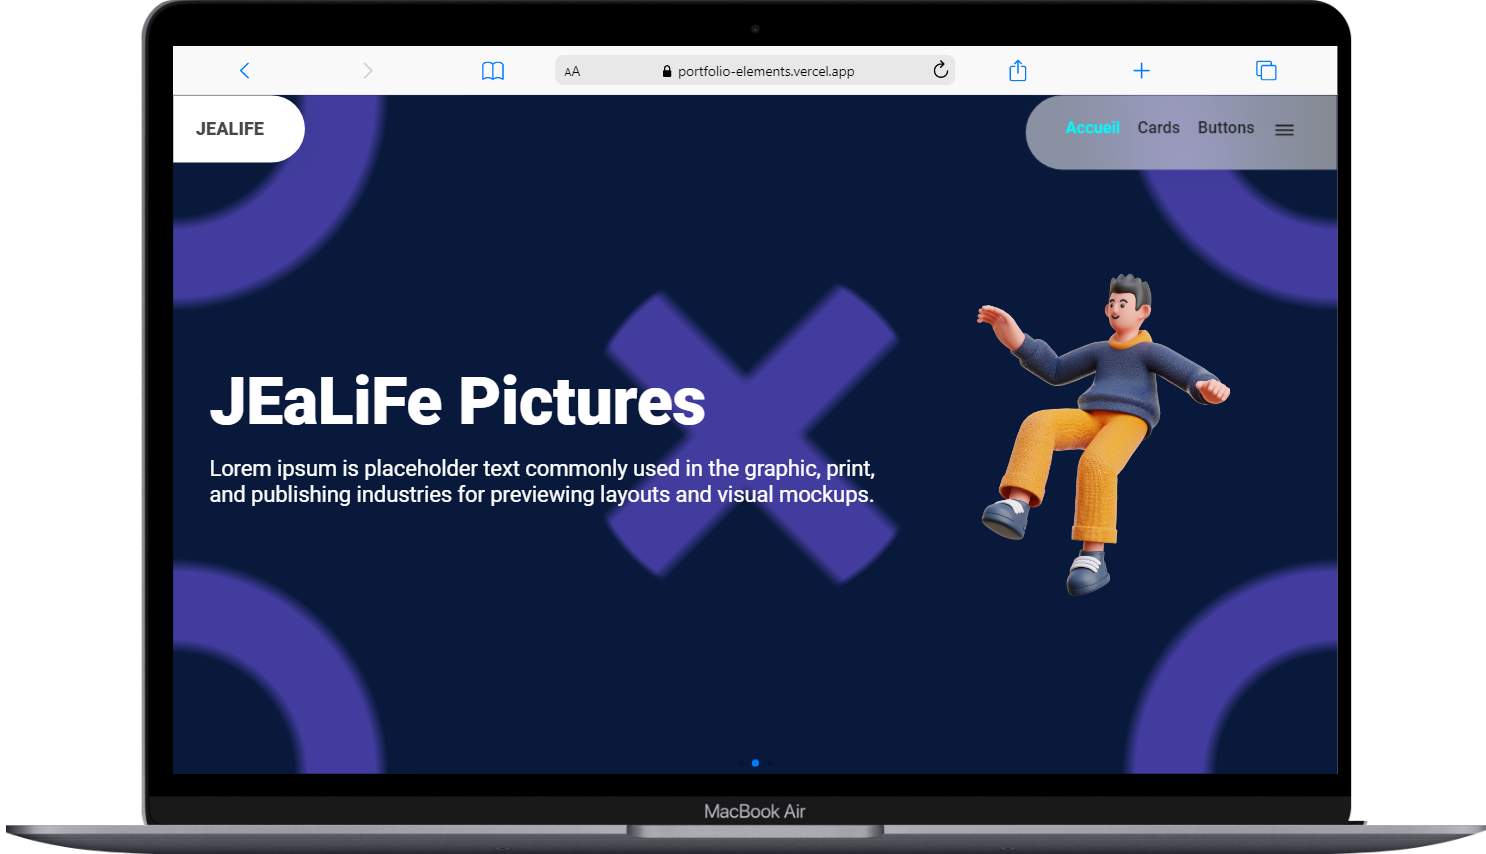 AA
portfolio-elements.vercel.app
JEALIFE
Accueil Cards Buttons
JEaLiFe Pictures
Lorem ipsum is placeholder text commonly used in the graphic, print,
and publishing industries for previewing layouts and visual mockups.
MacBook Air